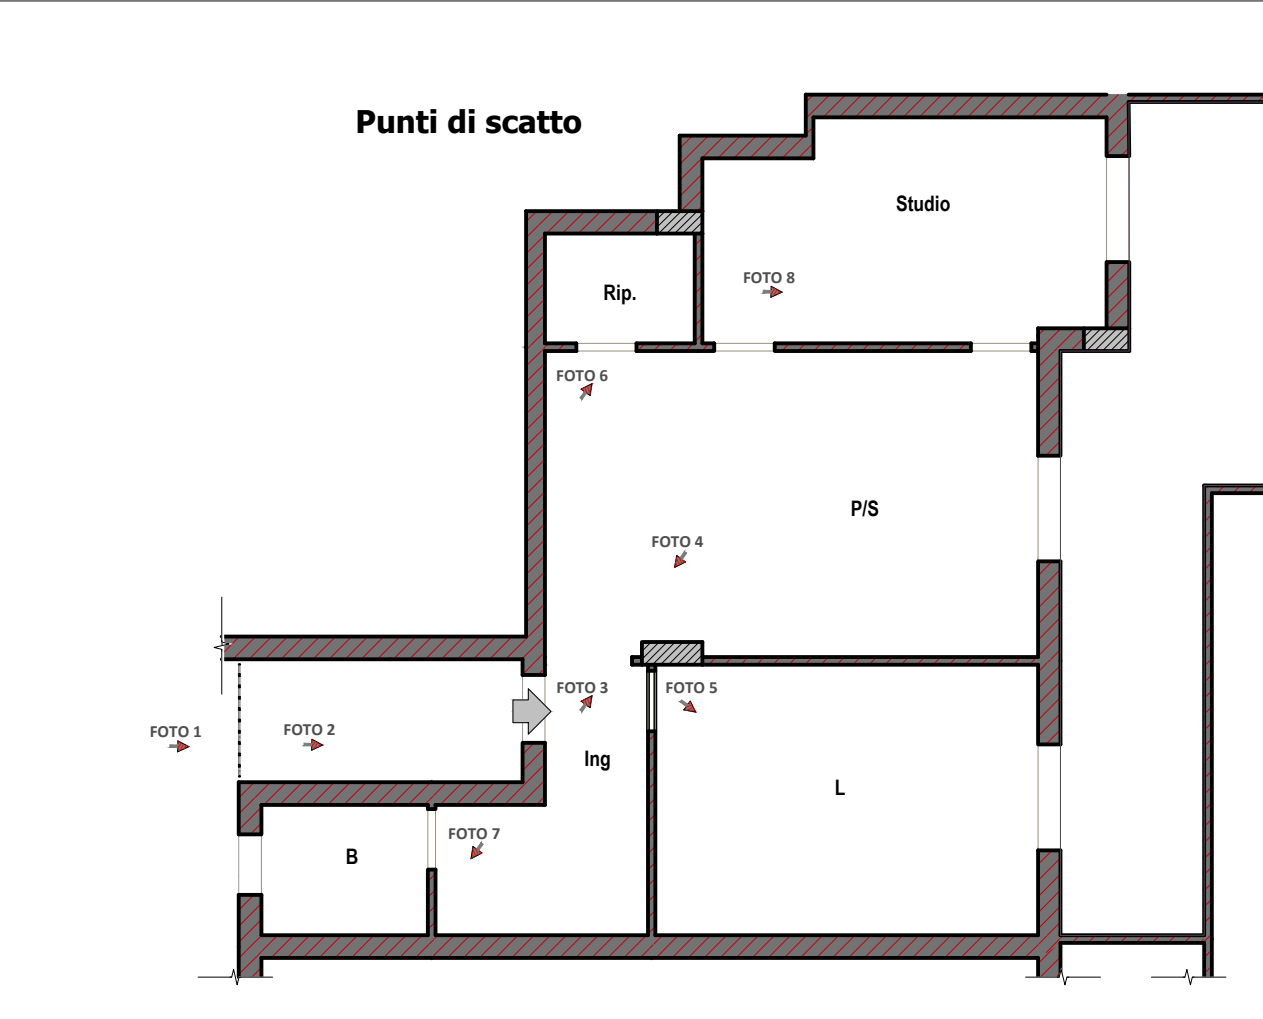 Punti di scatto
Studio
FOTO 8
Rip.
FOTO 6
P/S
FOTO 4
FOTO 3
FOTO 5
FOTO 1
FOTO 2
Ing
L
FOTO 7
B